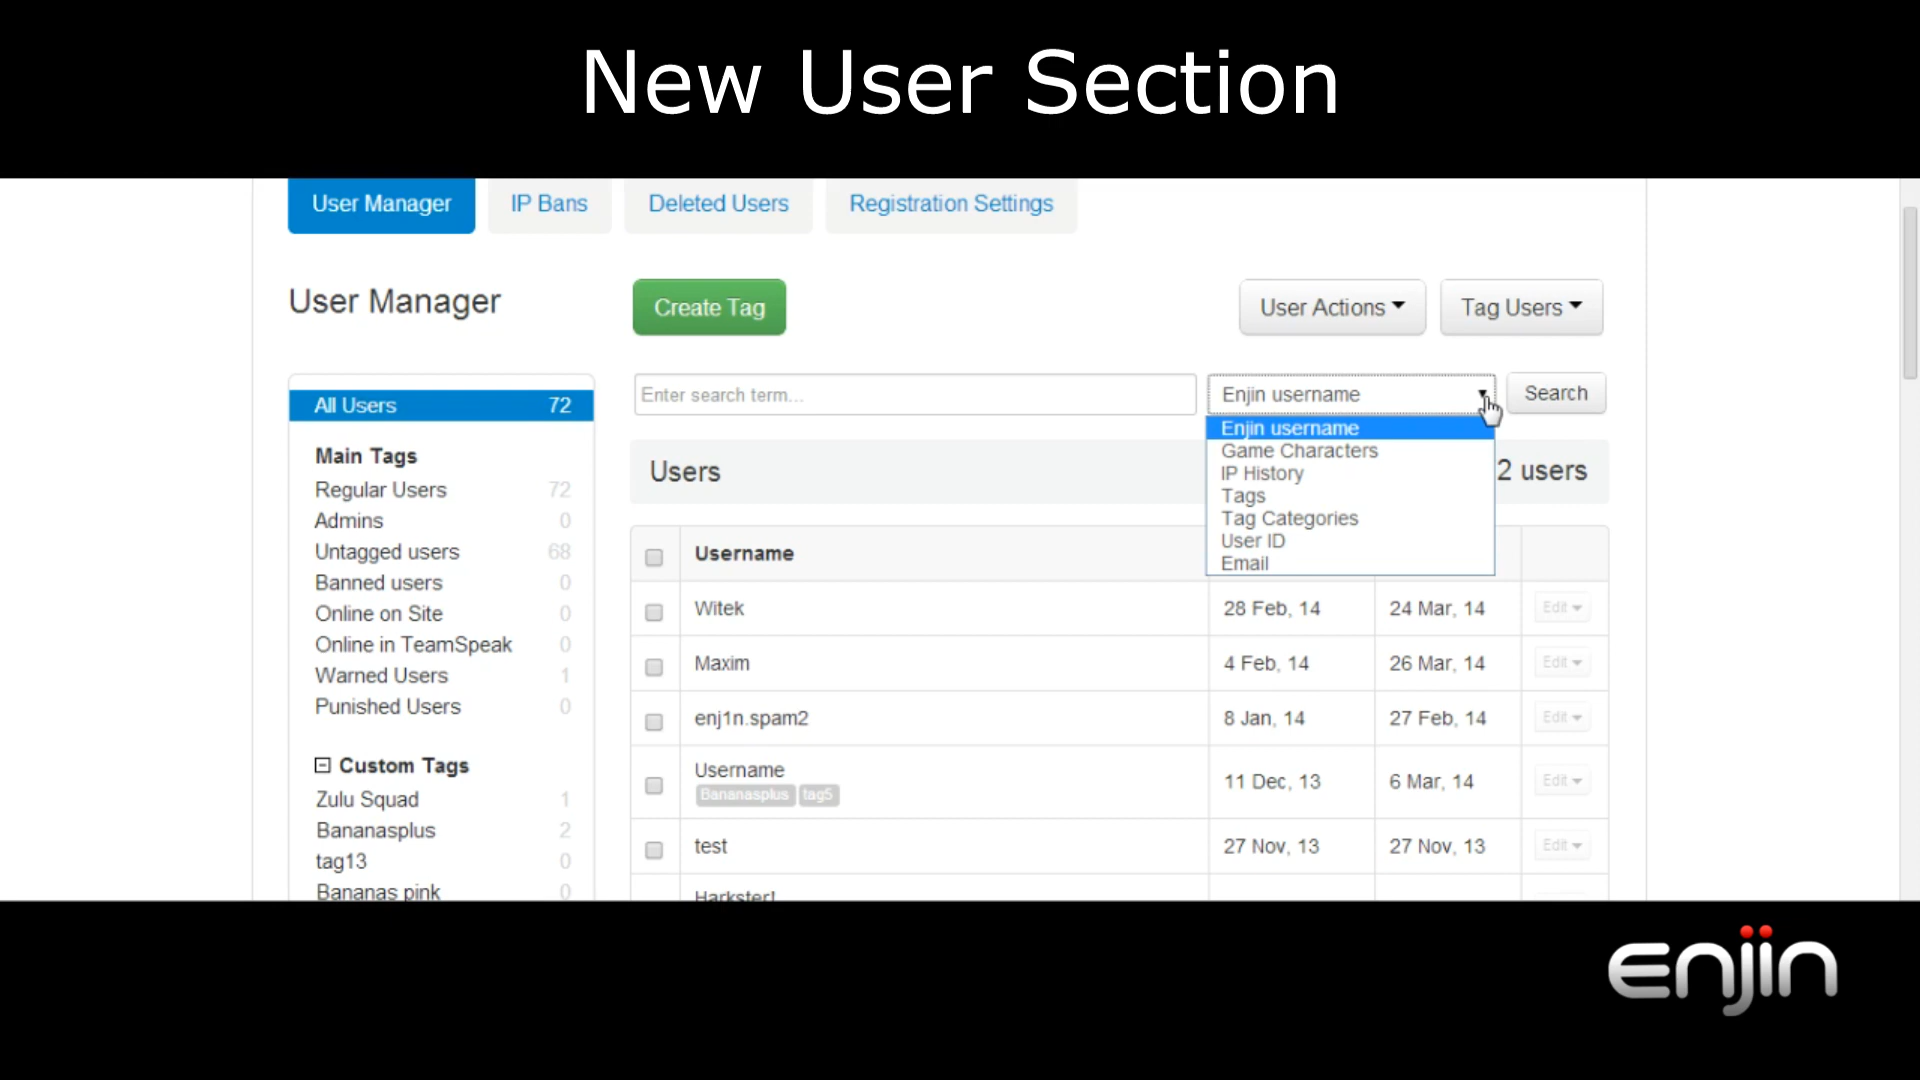 New User Section
User Manager
IP Bans
Deleted Users
Registration Settings
User Manager
Create Tag
User Actions
Tag Users
All Users 72
Main Tags
Regular Users 72
Admins 0
Untagged users 68
Banned users 0
Online on Site 0
Online in TeamSpeak 0
Warned Users 1
Punished Users 0
Custom Tags
Zulu Squad 1
Bananasplus 2
tag13 0
Bananas pink 0
Enter search term...
Enjin username
Search
Enjin username
Game Characters
IP History
Tags
Tag Categories
User ID
Email
Users
2 users
Username
Witek 28 Feb, 14 24 Mar, 14 Edit
Maxim 4 Feb, 14 26 Mar, 14 Edit
enj1n.spam2 8 Jan, 14 27 Feb, 14 Edit
Username 11 Dec, 13 6 Mar, 14 Edit
Bananasplus tag5
test 27 Nov, 13 27 Nov, 13 Edit
Harkster!
enjin